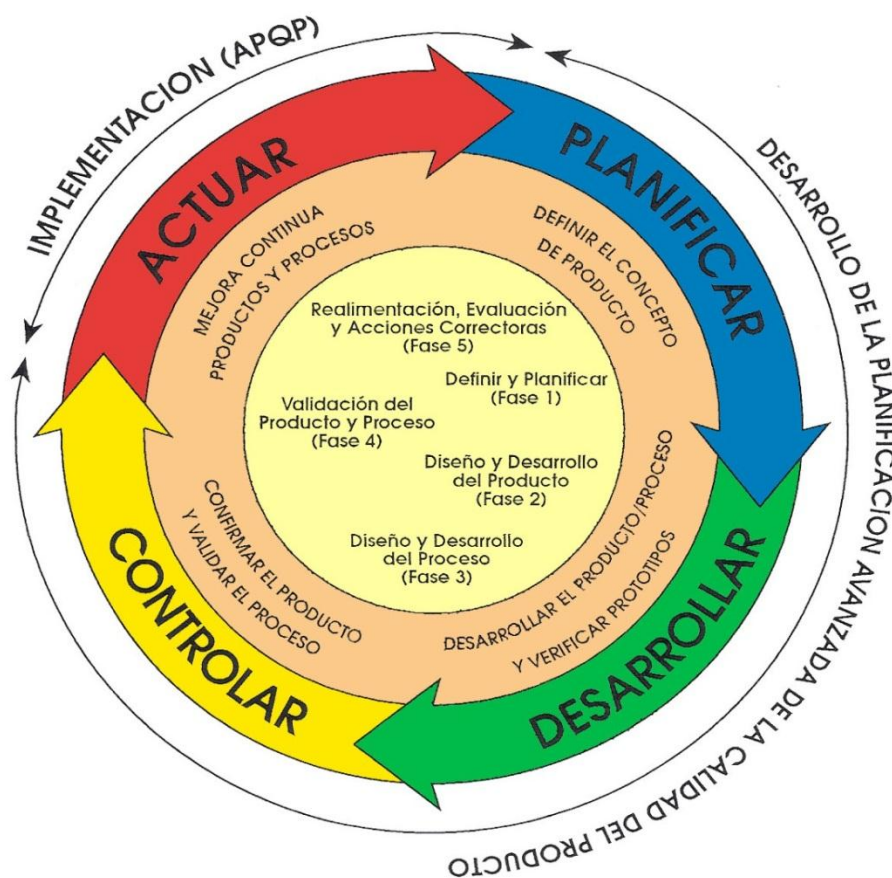 IMPLEMENTACION (APQP)
DESARROLLO DE LA PLANIFICACION AVANZADA DE LA CALIDAD DEL PRODUCTO
ACTUAR
PLANIFICAR
DESARROLLAR
CONTROLAR
MEJORA CONTINUA
PRODUCTOS Y PROCESOS
DEFINIR EL CONCEPTO
DE PRODUCTO
DESARROLLAR EL PRODUCTO/PROCESO
Y VERIFICAR PROTOTIPOS
CONFIRMAR EL PRODUCTO
Y VALIDAR EL PROCESO
Realimentación, Evaluación
y Acciones Correctoras
(Fase 5)
Definir y Planificar
(Fase 1)
Validación del
Producto y Proceso
(Fase 4)
Diseño y Desarrollo
del Producto
(Fase 2)
Diseño y Desarrollo
del Proceso
(Fase 3)